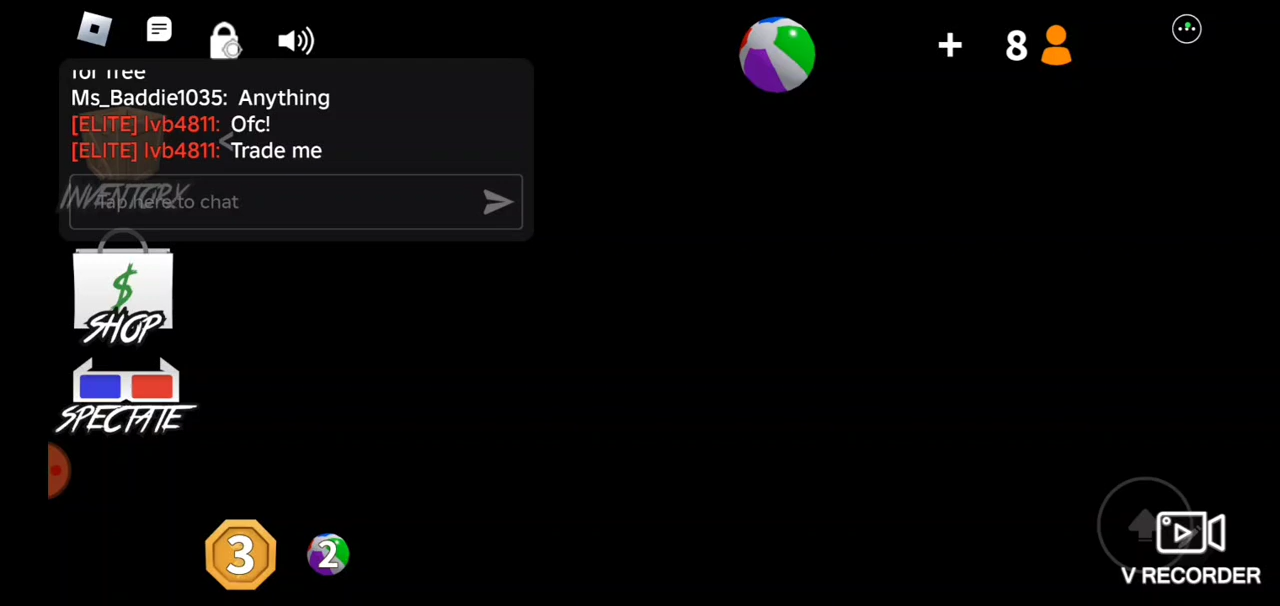 8
for free
Ms_Baddie1035: Anything
[ELITE] lvb4811: Ofc!
[ELITE] lvb4811: Trade me
INVENTORY
Tap here to chat
$
SHOP
SPECTATE
3
2
V RECORDER